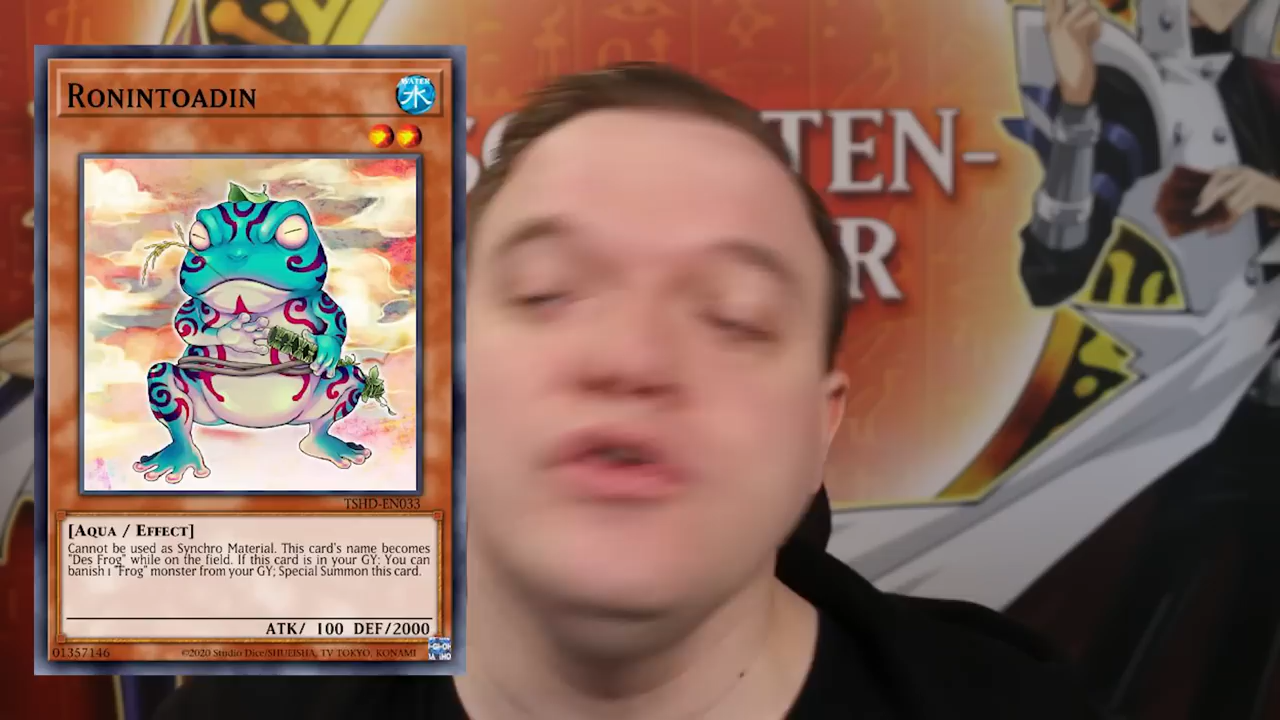 RONINTOADIN
WATER
水
TSHD-EN033
[AQUA / EFFECT]
Cannot be used as Synchro Material. This card's name becomes
"Des Frog" while on the field. If this card is in your GY: You can
banish 1 "Frog" monster from your GY; Special Summon this card.
ATK/ 100 DEF/2000
01357146
©2020 Studio Dice/SHUEISHA, TV TOKYO, KONAMI
TEN-
R